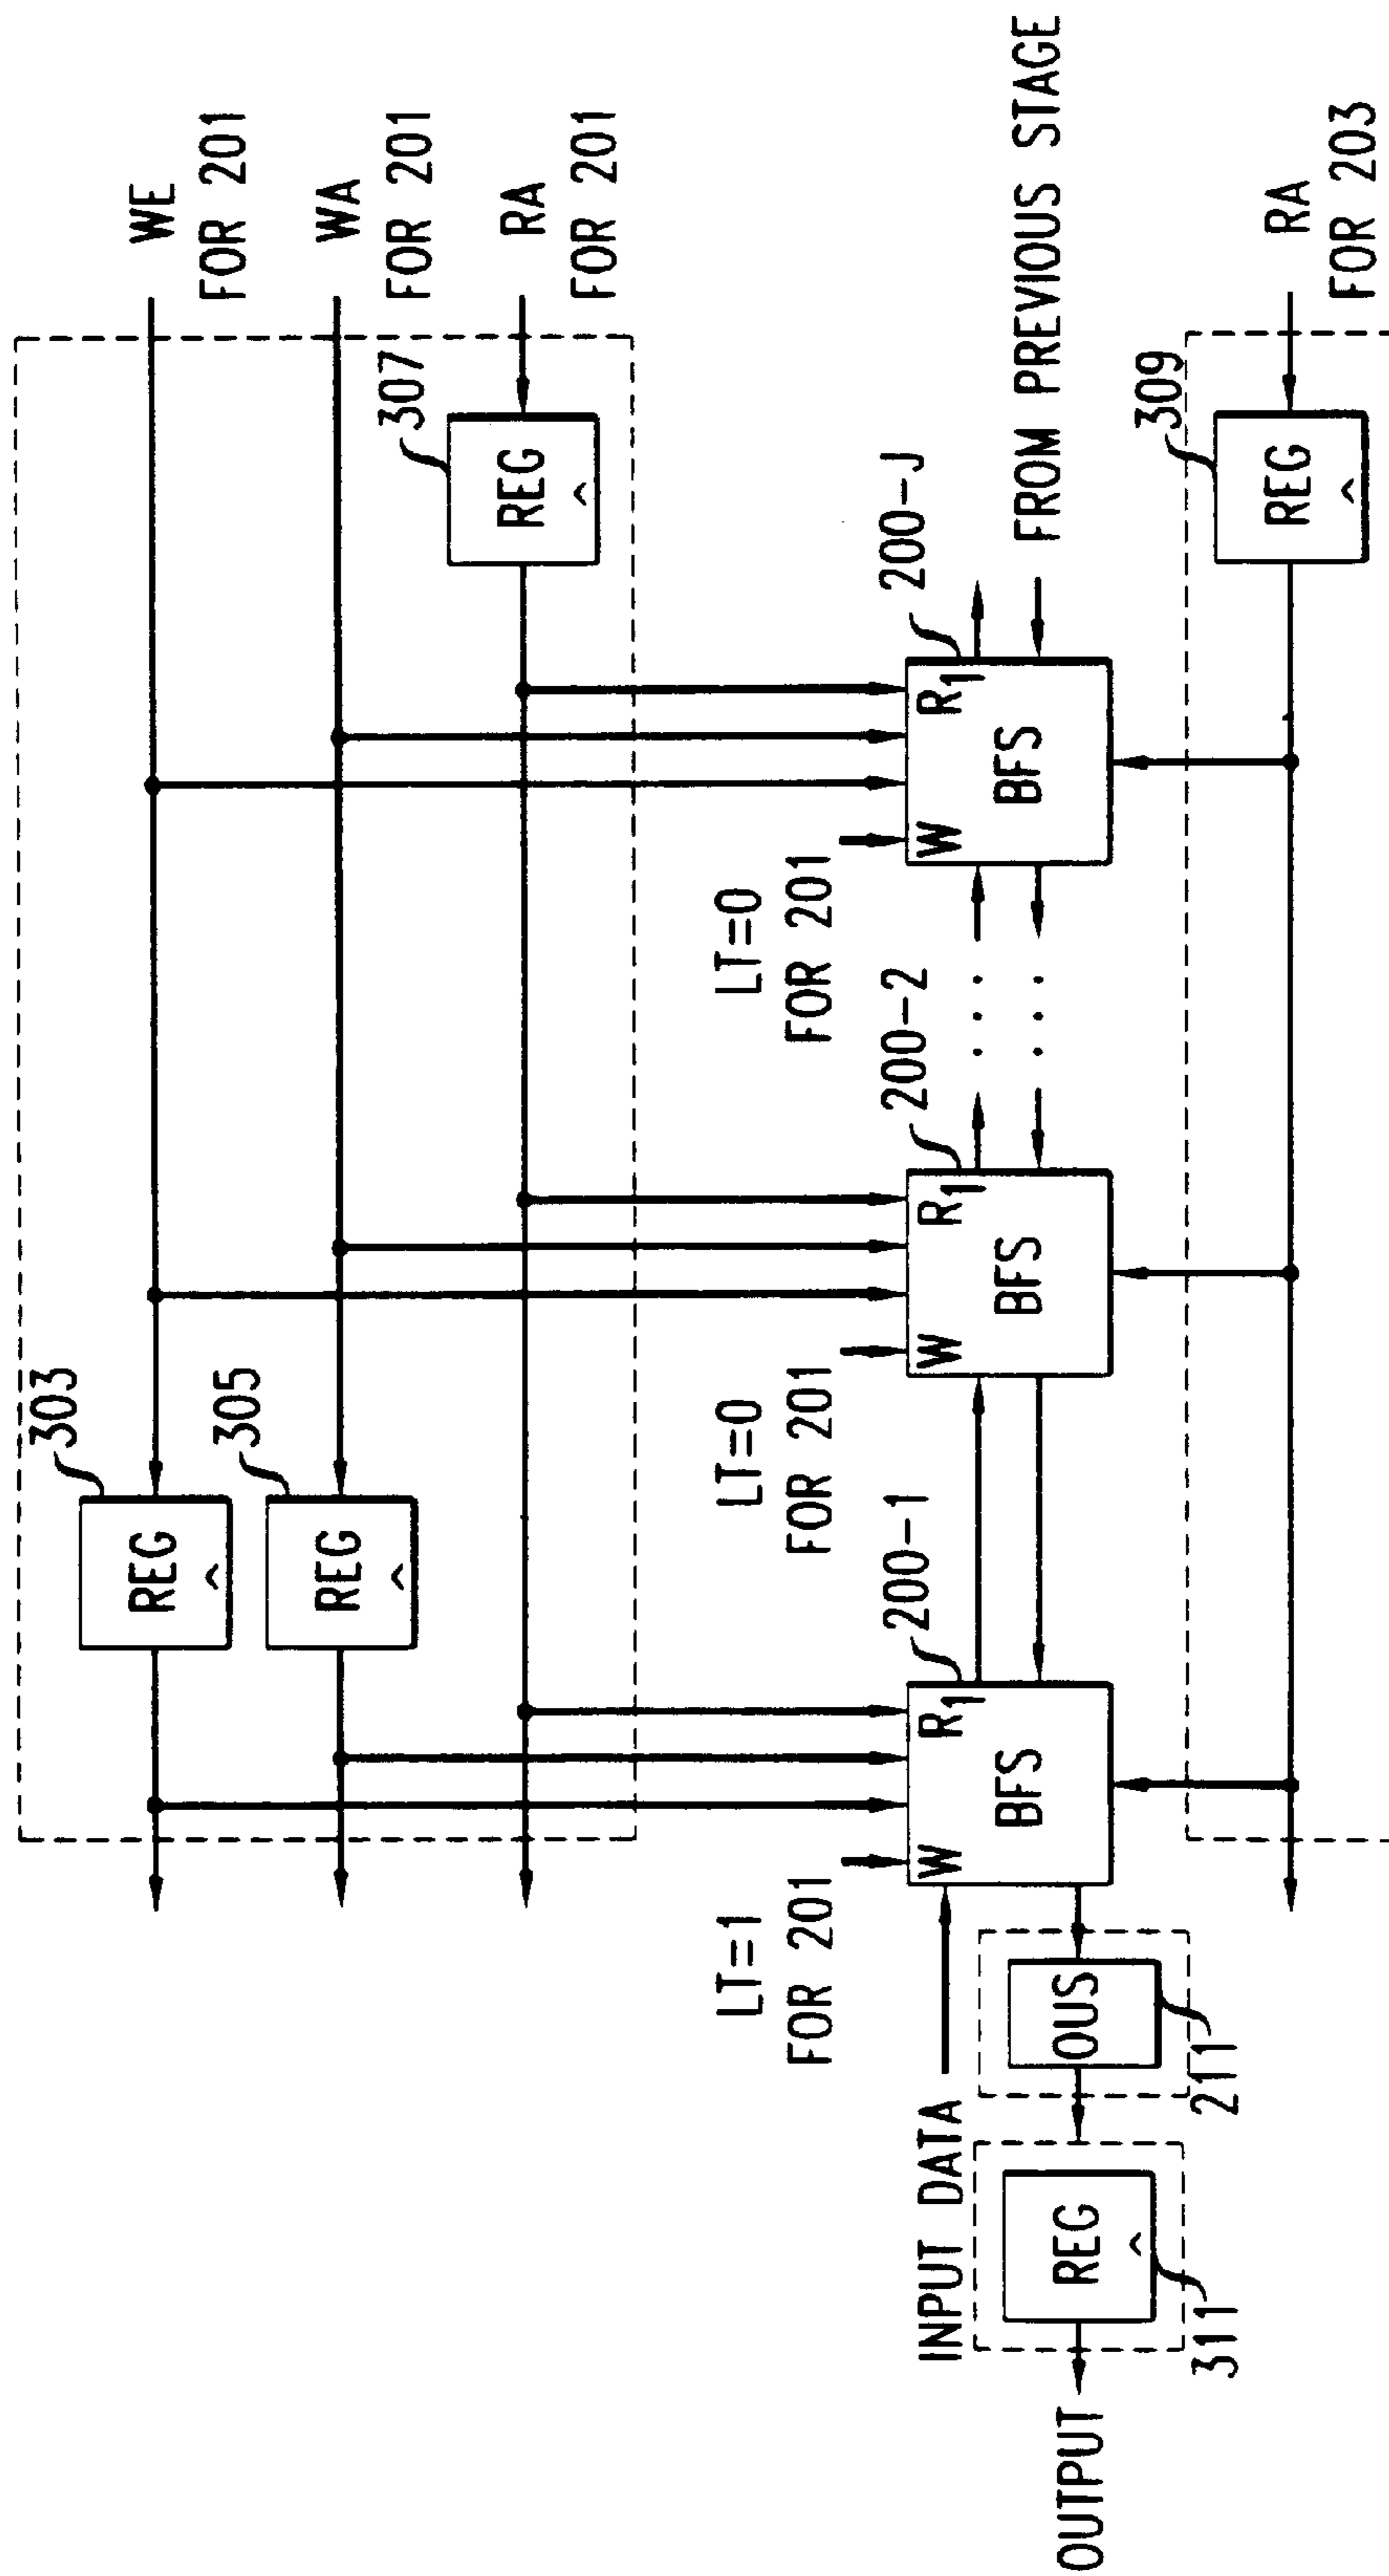 WE
FOR 201
WA
FOR 201
RA
FOR 201
303
REG
^
305
REG
^
307
REG
^
LT=1
FOR 201
LT=0
FOR 201
LT=0
FOR 201
200-1
200-2
200-J
INPUT DATA
W
R1
BFS
W
R1
BFS
W
R1
BFS
FROM PREVIOUS STAGE
OUTPUT
REG
^
311
OUS
211
309
REG
^
RA
FOR 203